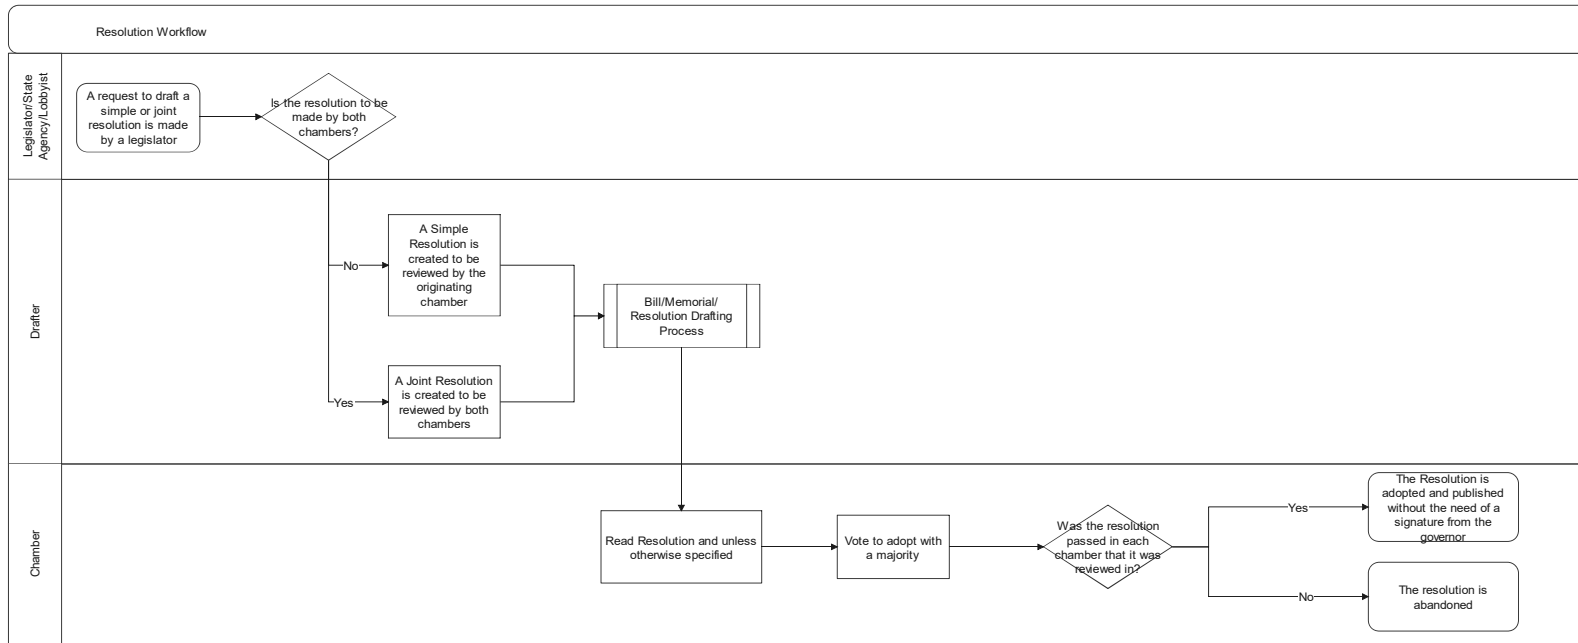 Resolution Workflow
Legislator/State
Agency/Lobbyist
A request to draft a
simple or joint
resolution is made
by a legislator
Is the resolution to be
made by both
chambers?
Drafter
No
A Simple
Resolution is
created to be
reviewed by the
originating
chamber
Yes
A Joint Resolution
is created to be
reviewed by both
chambers
Bill/Memorial/
Resolution Drafting
Process
Chamber
Read Resolution and unless
otherwise specified
Vote to adopt with
a majority
Was the resolution
passed in each
chamber that it was
reviewed in?
Yes
The Resolution is
adopted and published
without the need of a
signature from the
governor
No
The resolution is
abandoned